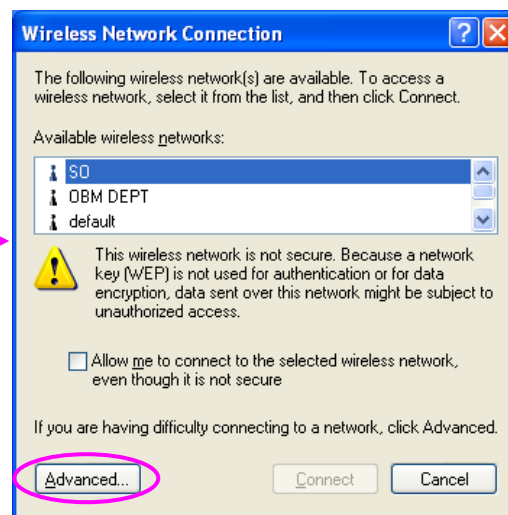 Wireless Network Connection
The following wireless network(s) are available. To access a
wireless network, select it from the list, and then click Connect.
Available wireless networks:
SO
OBM DEPT
default
This wireless network is not secure. Because a network
key (WEP) is not used for authentication or for data
encryption, data sent over this network might be subject to
unauthorized access.
Allow me to connect to the selected wireless network,
even though it is not secure
If you are having difficulty connecting to a network, click Advanced.
Advanced... Connect Cancel